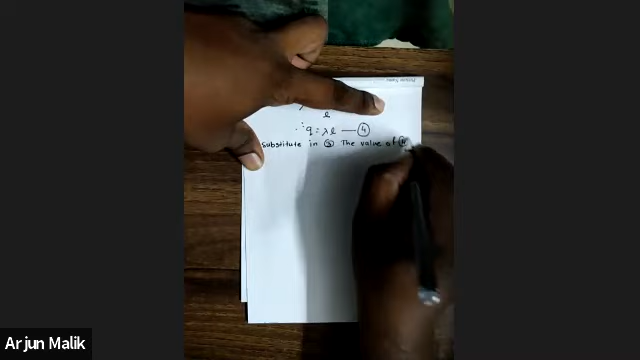 l
∴ q = λl — ④
substitute in ③ The value of ④
Arjun Malik